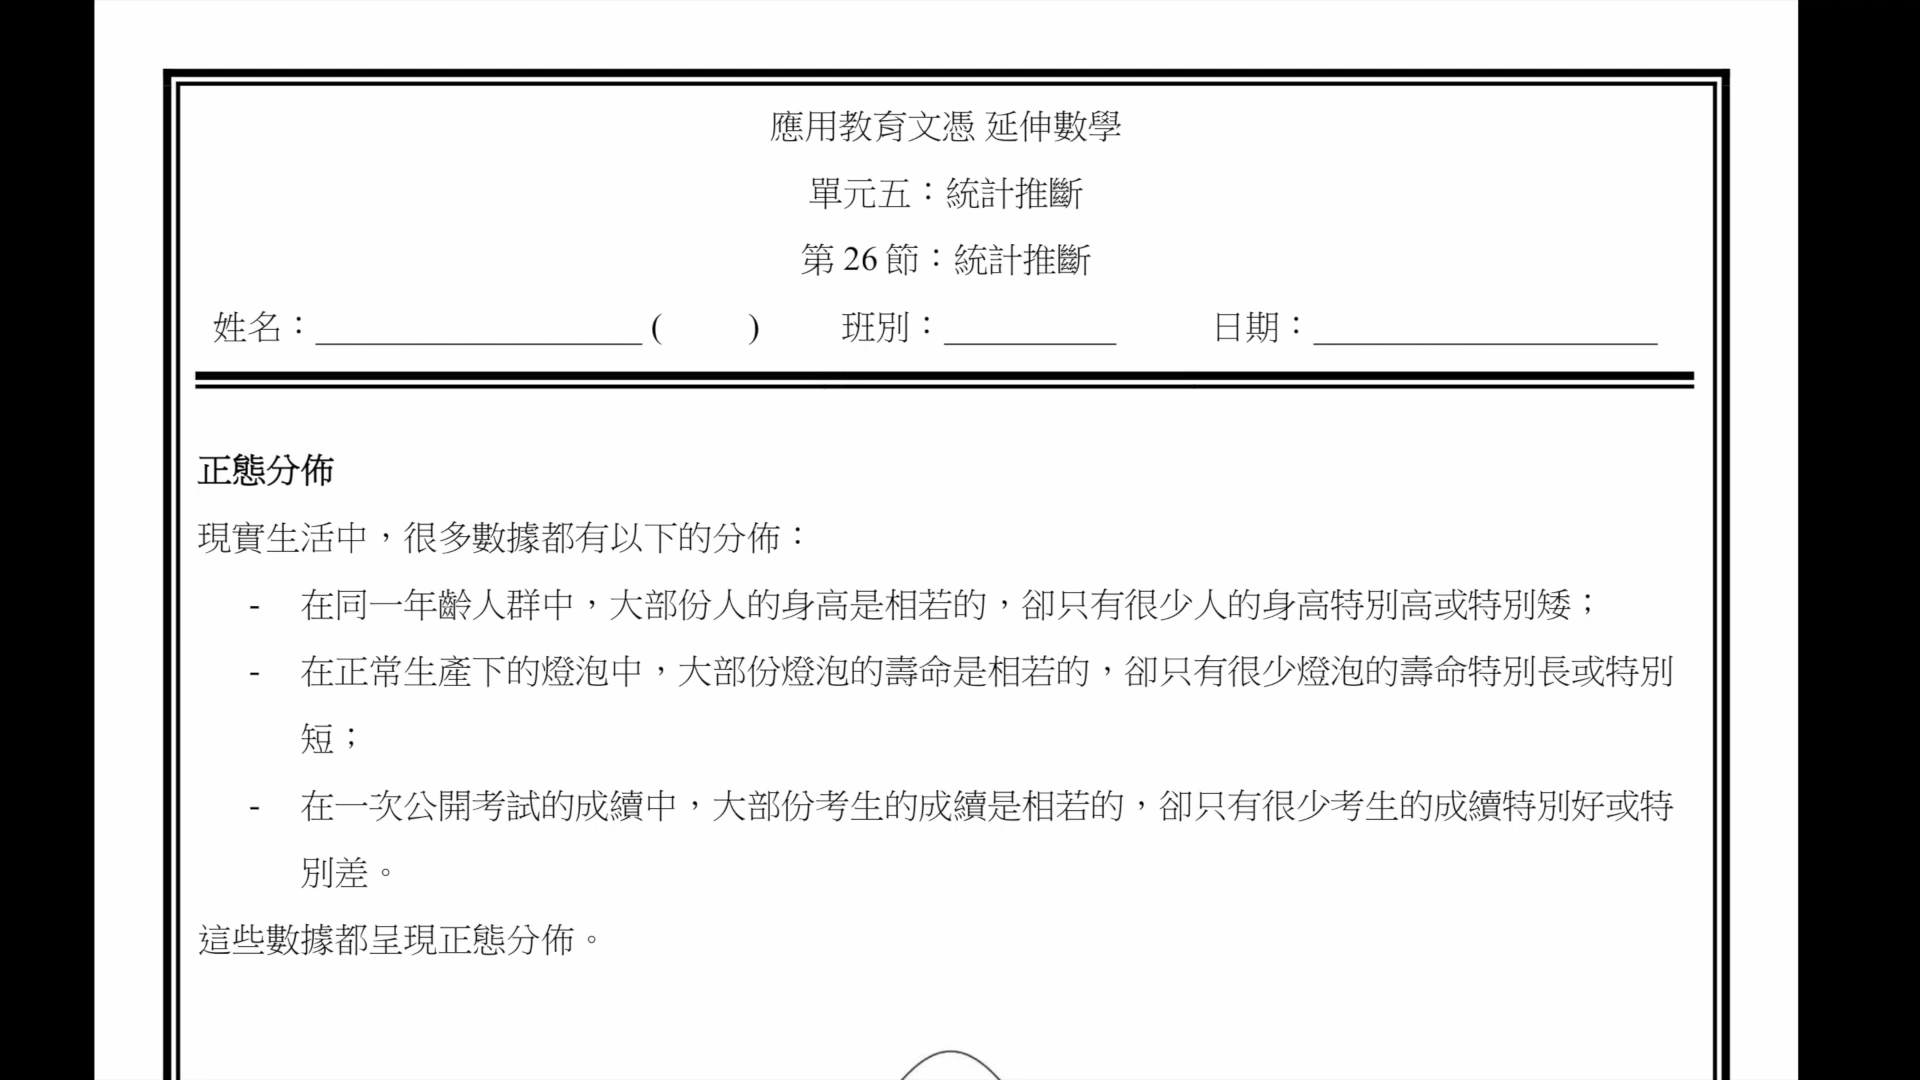 應用教育文憑 延伸數學
單元五：統計推斷
第 26 節：統計推斷
姓名：___________________ (          )          班別：__________          日期：____________________
正態分佈
現實生活中，很多數據都有以下的分佈：
- 在同一年齡人群中，大部份人的身高是相若的，卻只有很少人的身高特別高或特別矮；
- 在正常生產下的燈泡中，大部份燈泡的壽命是相若的，卻只有很少燈泡的壽命特別長或特別
短；
- 在一次公開考試的成績中，大部份考生的成績是相若的，卻只有很少考生的成績特別好或特
別差。
這些數據都呈現正態分佈。